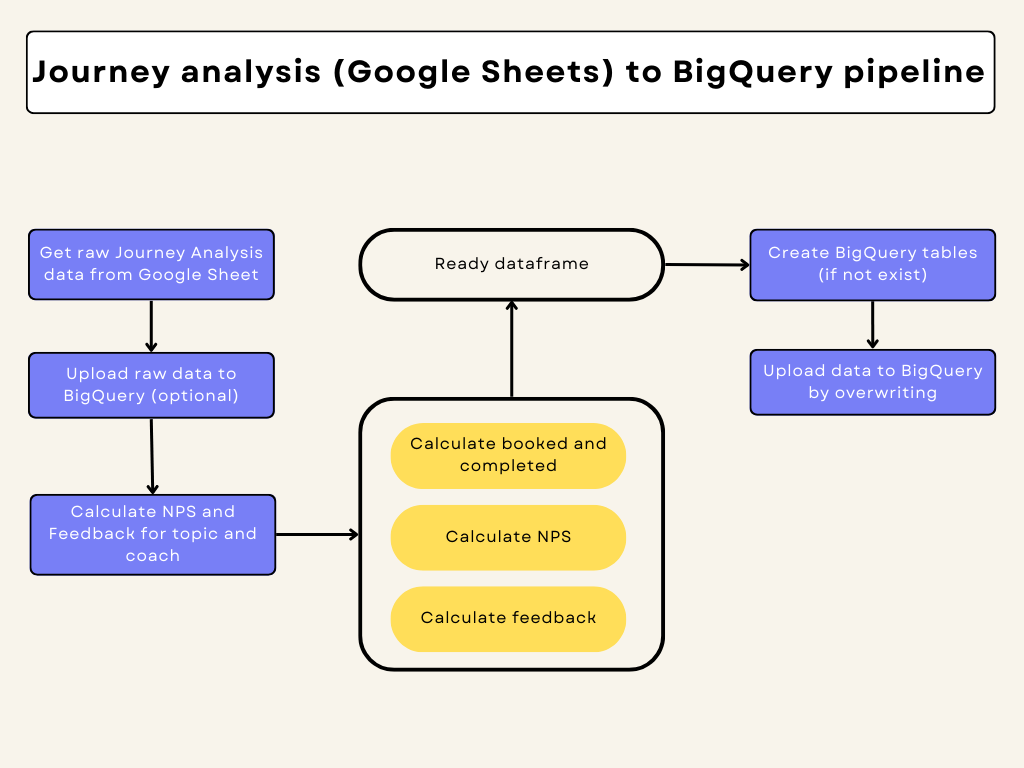 Journey analysis (Google Sheets) to BigQuery pipeline
Get raw Journey Analysis
data from Google Sheet
Upload raw data to
BigQuery (optional)
Calculate NPS and
Feedback for topic and
coach
Calculate booked and
completed
Calculate NPS
Calculate feedback
Ready dataframe
Create BigQuery tables
(if not exist)
Upload data to BigQuery
by overwriting